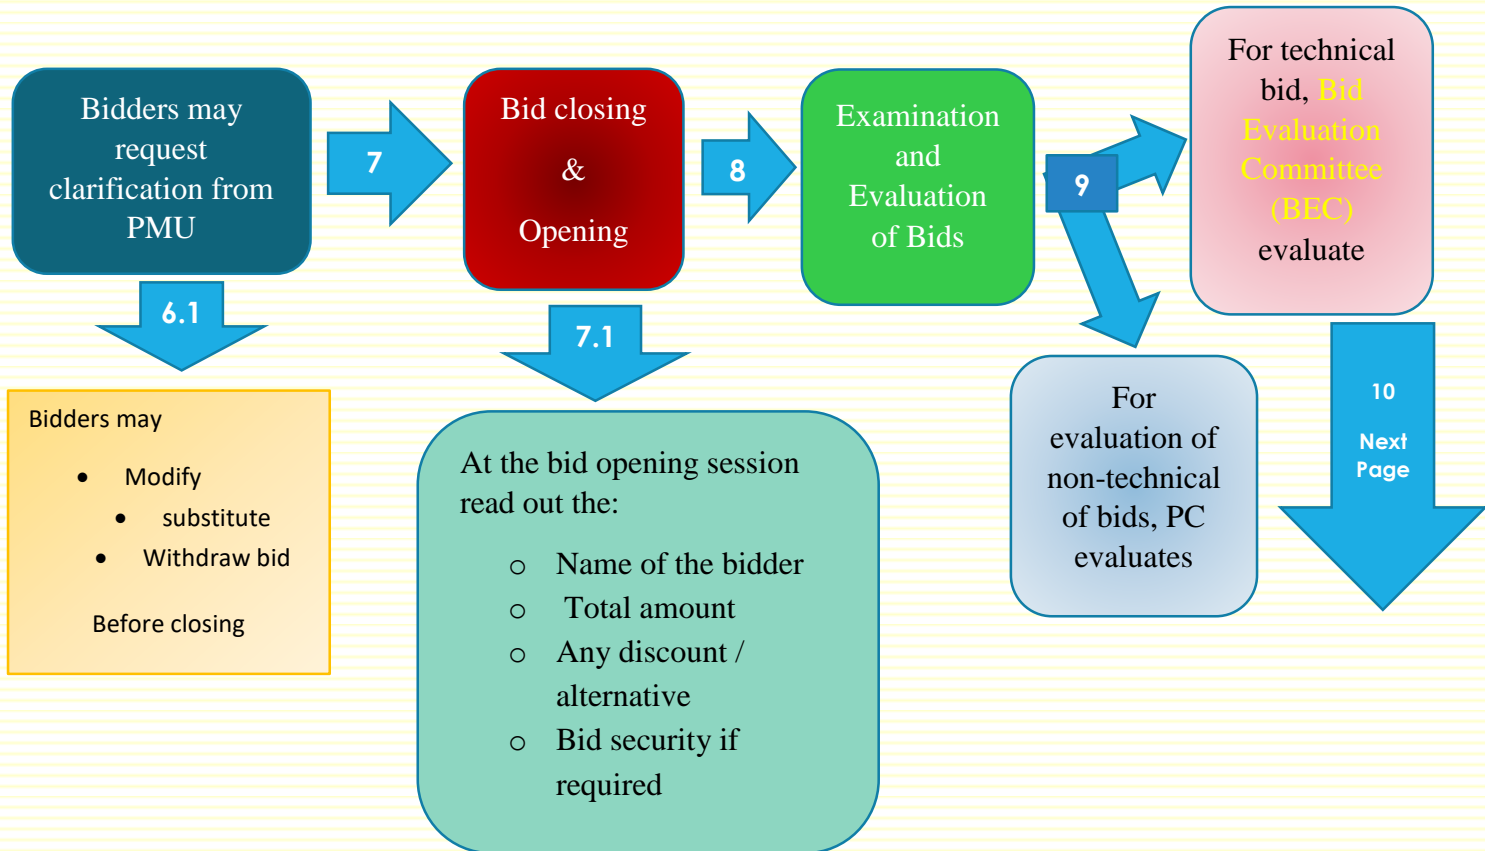 Bidders may
request
clarification from
PMU
7
Bid closing
&
Opening
8
Examination
and
Evaluation
of Bids
9
For technical
bid, Bid
Evaluation
Committee
(BEC)
evaluate
6.1
Bidders may
• Modify
• substitute
• Withdraw bid
Before closing
7.1
At the bid opening session
read out the:
o Name of the bidder
o Total amount
o Any discount /
alternative
o Bid security if
required
For
evaluation of
non-technical
of bids, PC
evaluates
10
Next
Page